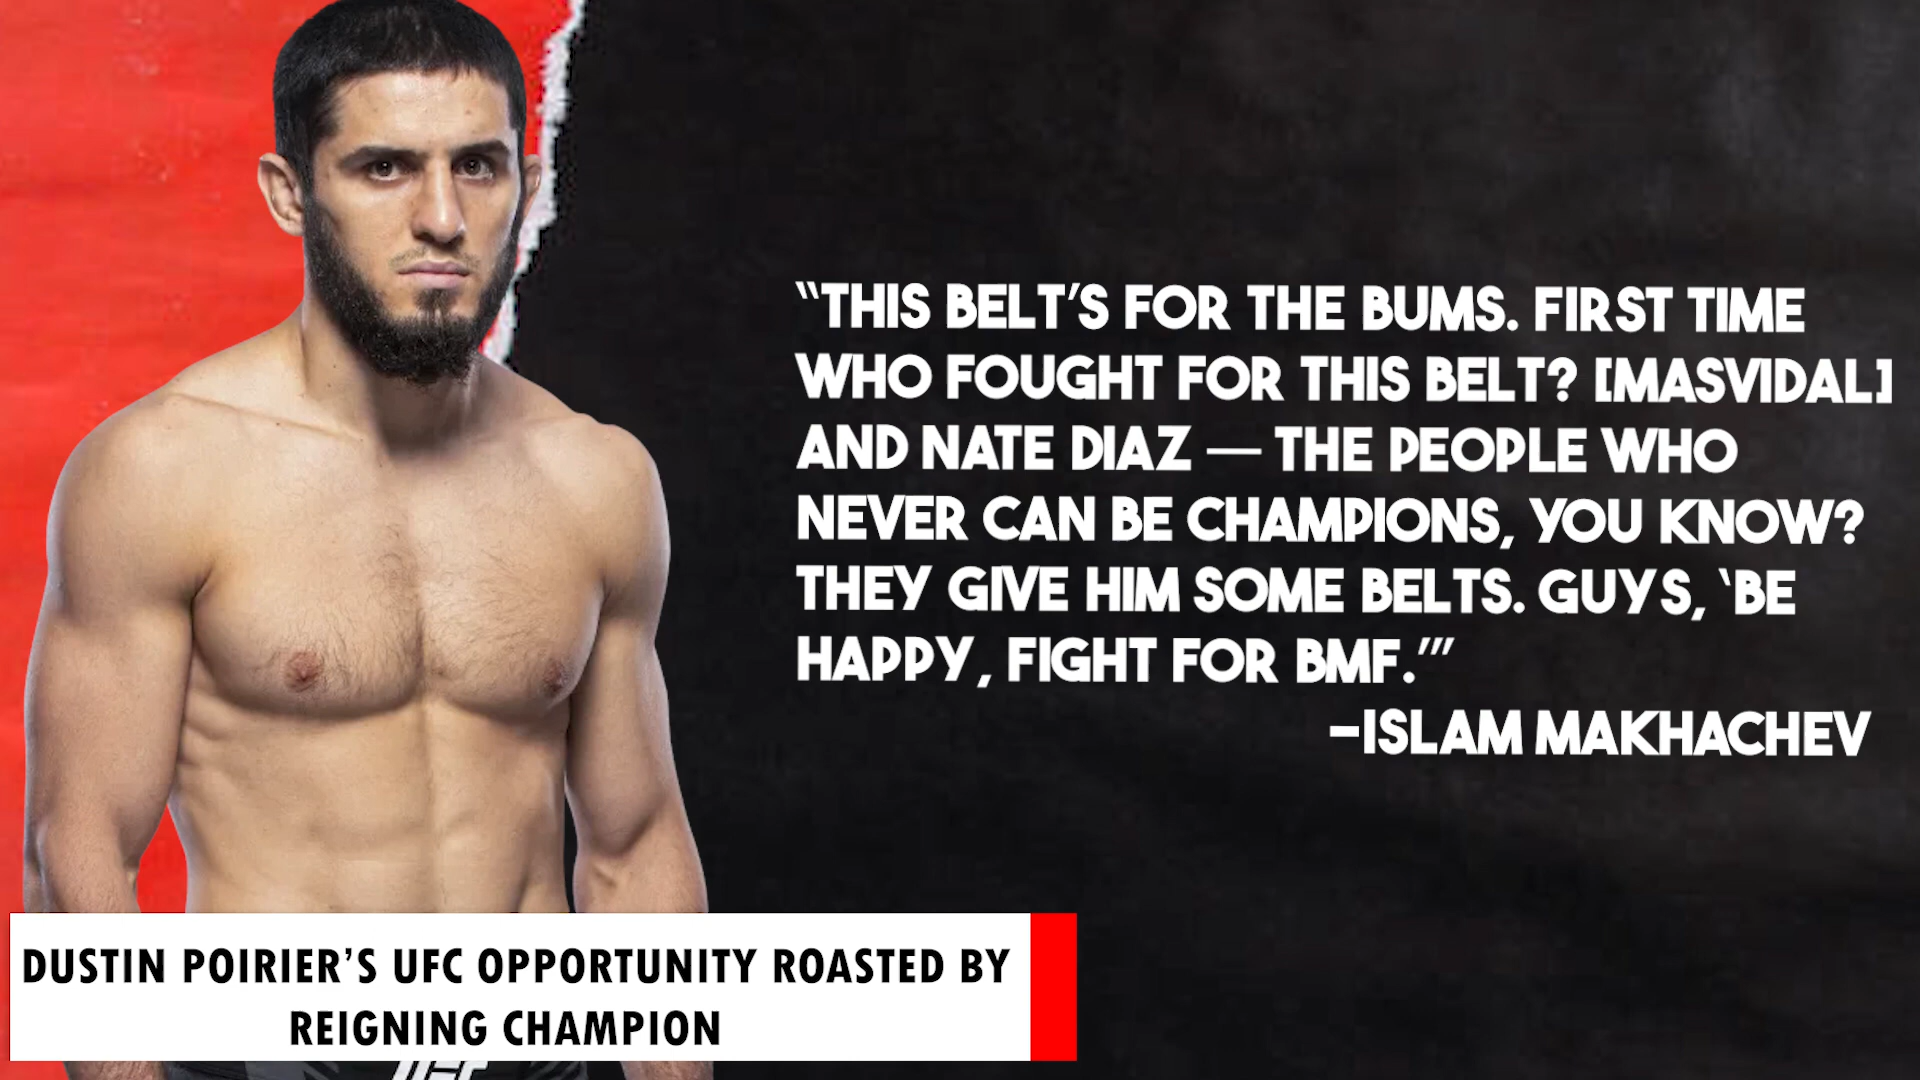 “THIS BELT’S FOR THE BUMS. FIRST TIME
WHO FOUGHT FOR THIS BELT? [MASVIDAL]
AND NATE DIAZ — THE PEOPLE WHO
NEVER CAN BE CHAMPIONS, YOU KNOW?
THEY GIVE HIM SOME BELTS. GUYS, ‘BE
HAPPY, FIGHT FOR BMF.’”
-ISLAM MAKHACHEV
DUSTIN POIRIER’S UFC OPPORTUNITY ROASTED BY
REIGNING CHAMPION
UFC